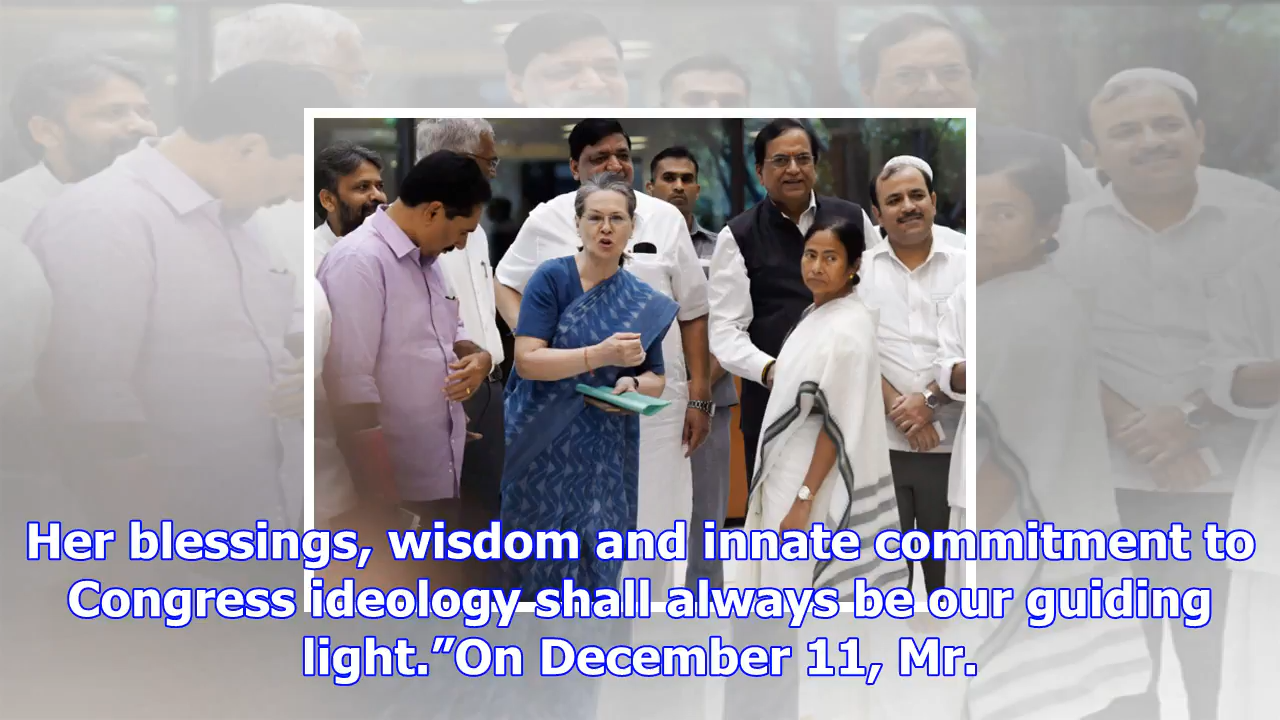 Her blessings, wisdom and innate commitment to
Congress ideology shall always be our guiding
light.”On December 11, Mr.